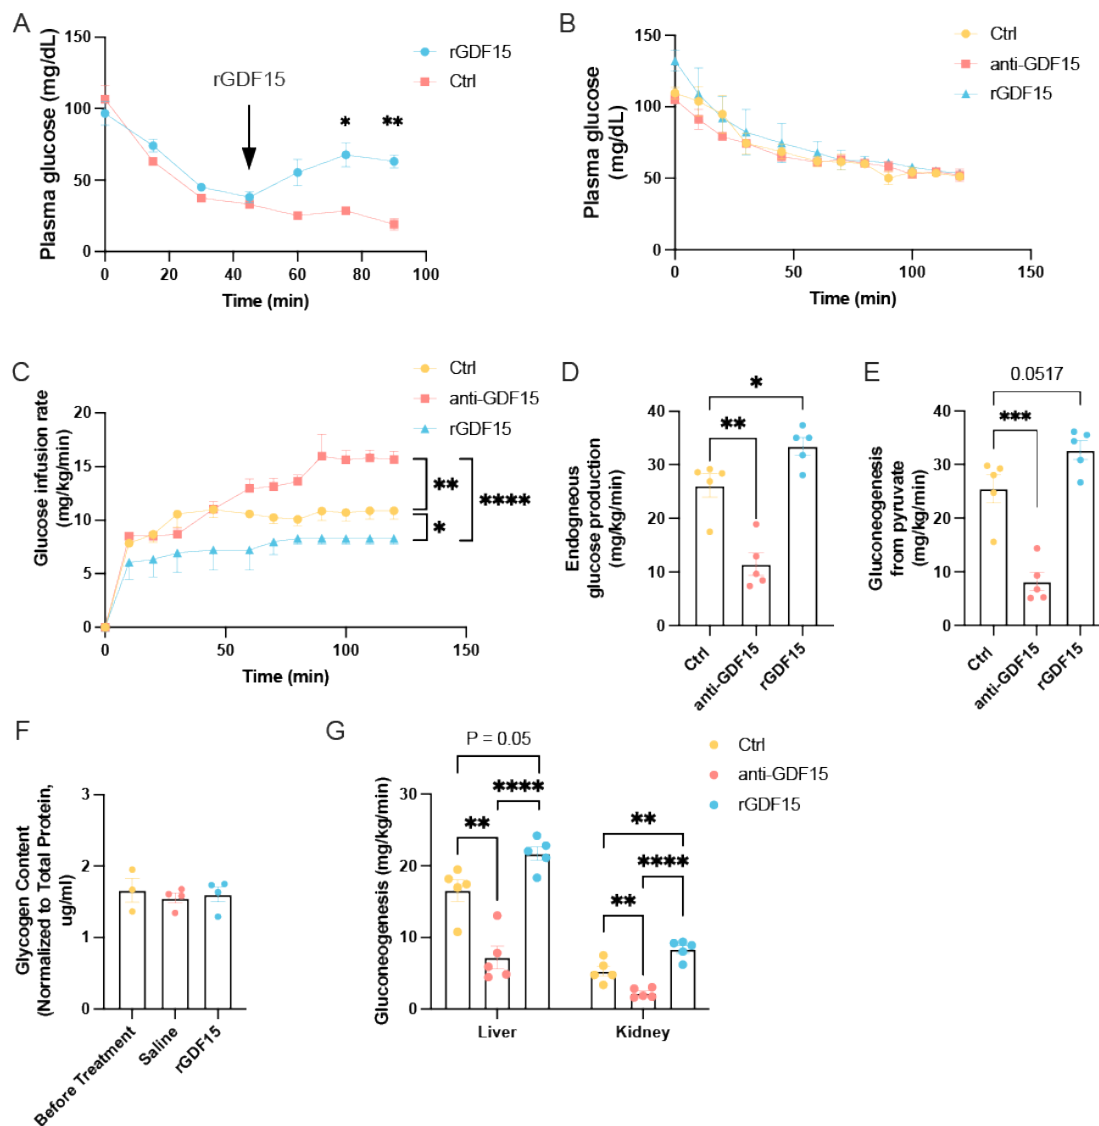 A
Plasma glucose (mg/dL)
150
100
50
0
0 20 40 60 80 100
Time (min)
rGDF15
* **
rGDF15
Ctrl
B
Plasma glucose
(mg/dL)
150
100
50
0
0 50 100 150
Time (min)
Ctrl
anti-GDF15
rGDF15
C
Glucose infusion rate
(mg/kg/min)
20
15
10
5
0
0 50 100 150
Time (min)
Ctrl
anti-GDF15
rGDF15
**
*
****
D
Endogneous
glucose production
(mg/kg/min)
40
30
20
10
0
*
**
Ctrl
anti-GDF15
rGDF15
E
Gluconeogenesis
from pyruvate
(mg/kg/min)
40
30
20
10
0
0.0517
***
Ctrl
anti-GDF15
rGDF15
F
Glycogen Content
(Normalized to Total Protein,
ug/ml)
3
2
1
0
Before Treatment
Saline
rGDF15
G
Gluconeogenesis (mg/kg/min)
30
20
10
0
P = 0.05
****
**
**
****
**
Liver Kidney
Ctrl
anti-GDF15
rGDF15